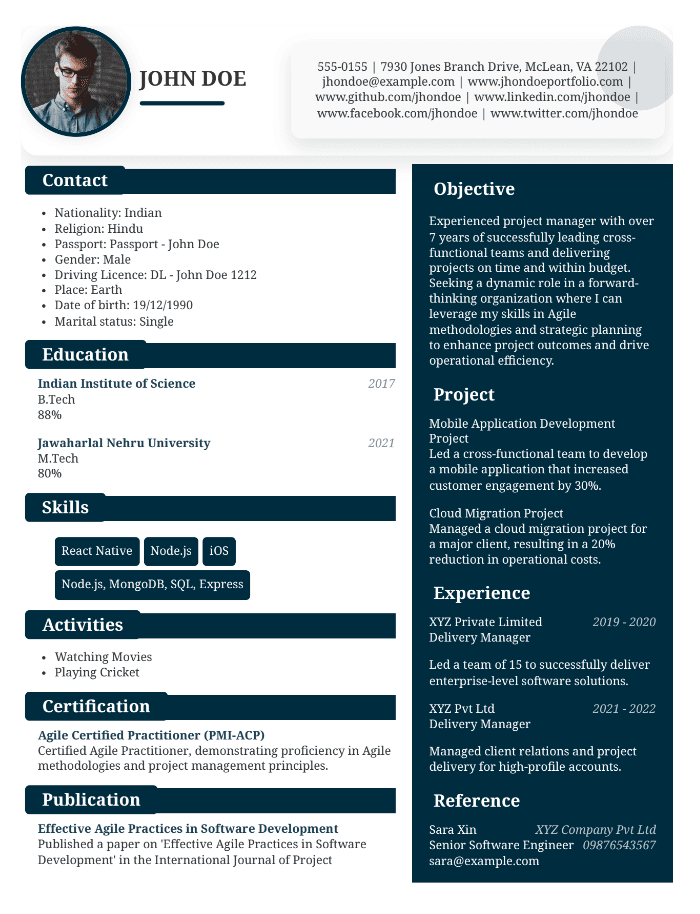 JOHN DOE
555-0155 | 7930 Jones Branch Drive, McLean, VA 22102 |
jhondoe@example.com | www.jhondoeportfolio.com |
www.github.com/jhondoe | www.linkedin.com/jhondoe |
www.facebook.com/jhondoe | www.twitter.com/jhondoe
Contact
• Nationality: Indian
• Religion: Hindu
• Passport: Passport - John Doe
• Gender: Male
• Driving Licence: DL - John Doe 1212
• Place: Earth
• Date of birth: 19/12/1990
• Marital status: Single
Education
Indian Institute of Science 2017
B.Tech
88%
Jawaharlal Nehru University 2021
M.Tech
80%
Skills
React Native Node.js iOS
Node.js, MongoDB, SQL, Express
Activities
• Watching Movies
• Playing Cricket
Certification
Agile Certified Practitioner (PMI-ACP)
Certified Agile Practitioner, demonstrating proficiency in Agile
methodologies and project management principles.
Publication
Effective Agile Practices in Software Development
Published a paper on 'Effective Agile Practices in Software
Development' in the International Journal of Project
Objective
Experienced project manager with over
7 years of successfully leading cross-
functional teams and delivering
projects on time and within budget.
Seeking a dynamic role in a forward-
thinking organization where I can
leverage my skills in Agile
methodologies and strategic planning
to enhance project outcomes and drive
operational efficiency.
Project
Mobile Application Development
Project
Led a cross-functional team to develop
a mobile application that increased
customer engagement by 30%.
Cloud Migration Project
Managed a cloud migration project for
a major client, resulting in a 20%
reduction in operational costs.
Experience
XYZ Private Limited 2019 - 2020
Delivery Manager
Led a team of 15 to successfully deliver
enterprise-level software solutions.
XYZ Pvt Ltd 2021 - 2022
Delivery Manager
Managed client relations and project
delivery for high-profile accounts.
Reference
Sara Xin XYZ Company Pvt Ltd
Senior Software Engineer 09876543567
sara@example.com